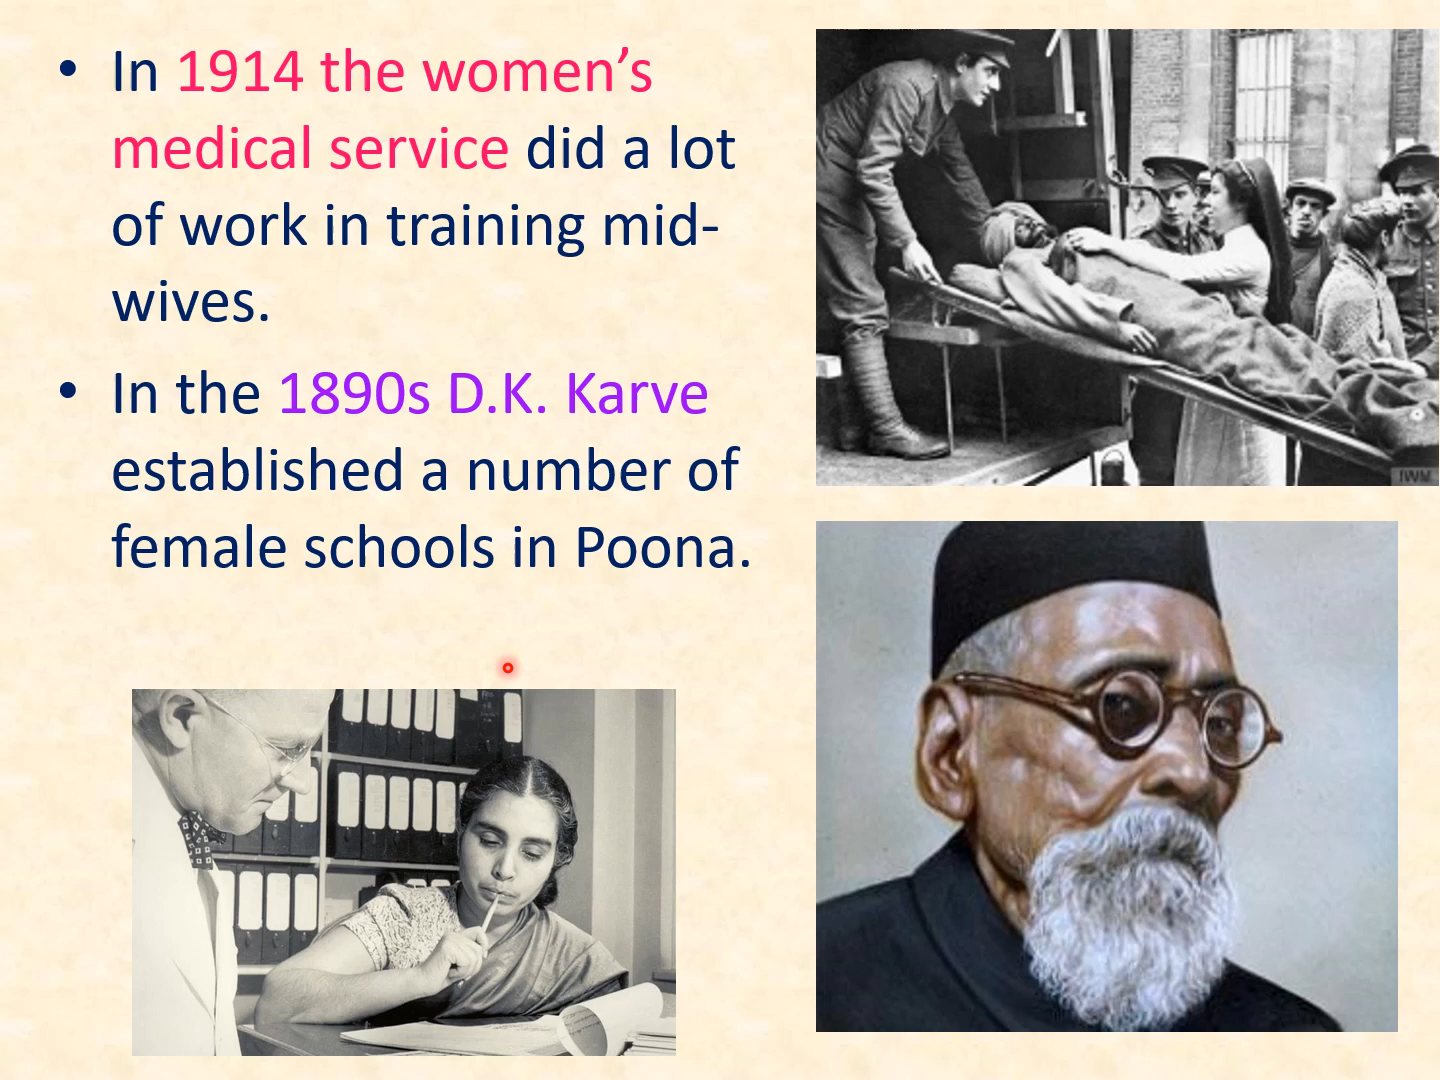 • In 1914 the women’s
medical service did a lot
of work in training mid-
wives.
• In the 1890s D.K. Karve
established a number of
female schools in Poona.
IWM